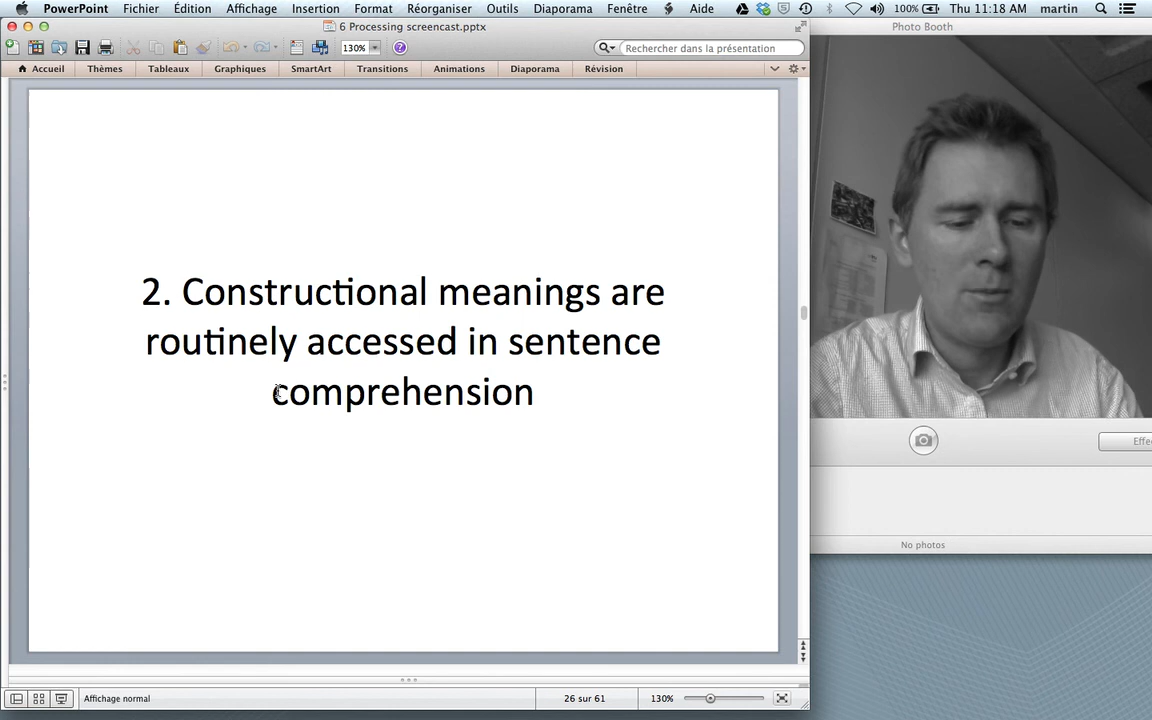 PowerPoint Fichier Édition Affichage Insertion Format Réorganiser Outils Diaporama Fenêtre Aide 100% Thu 11:18 AM martin
6 Processing screencast.pptx
Photo Booth
130% Rechercher dans la présentation
Accueil Thèmes Tableaux Graphiques SmartArt Transitions Animations Diaporama Révision
2. Constructional meanings are
routinely accessed in sentence
comprehension
Effe
No photos
Affichage normal 26 sur 61 130%